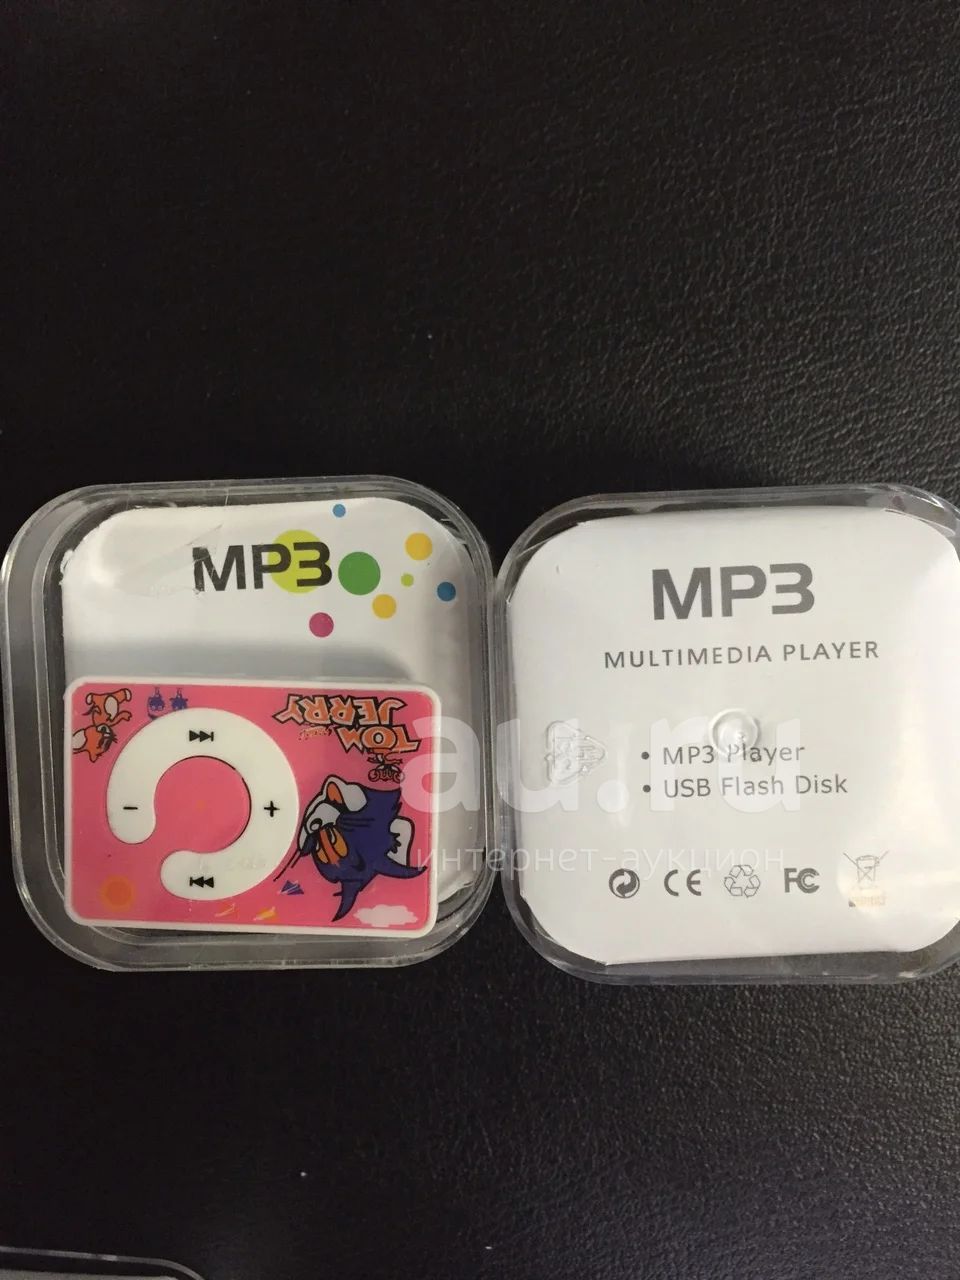 MP3
TOM
JERRY
MP3
MULTIMEDIA PLAYER
• MP3 Player
• USB Flash Disk
CE
FC
au.ru
интернет-аукцион